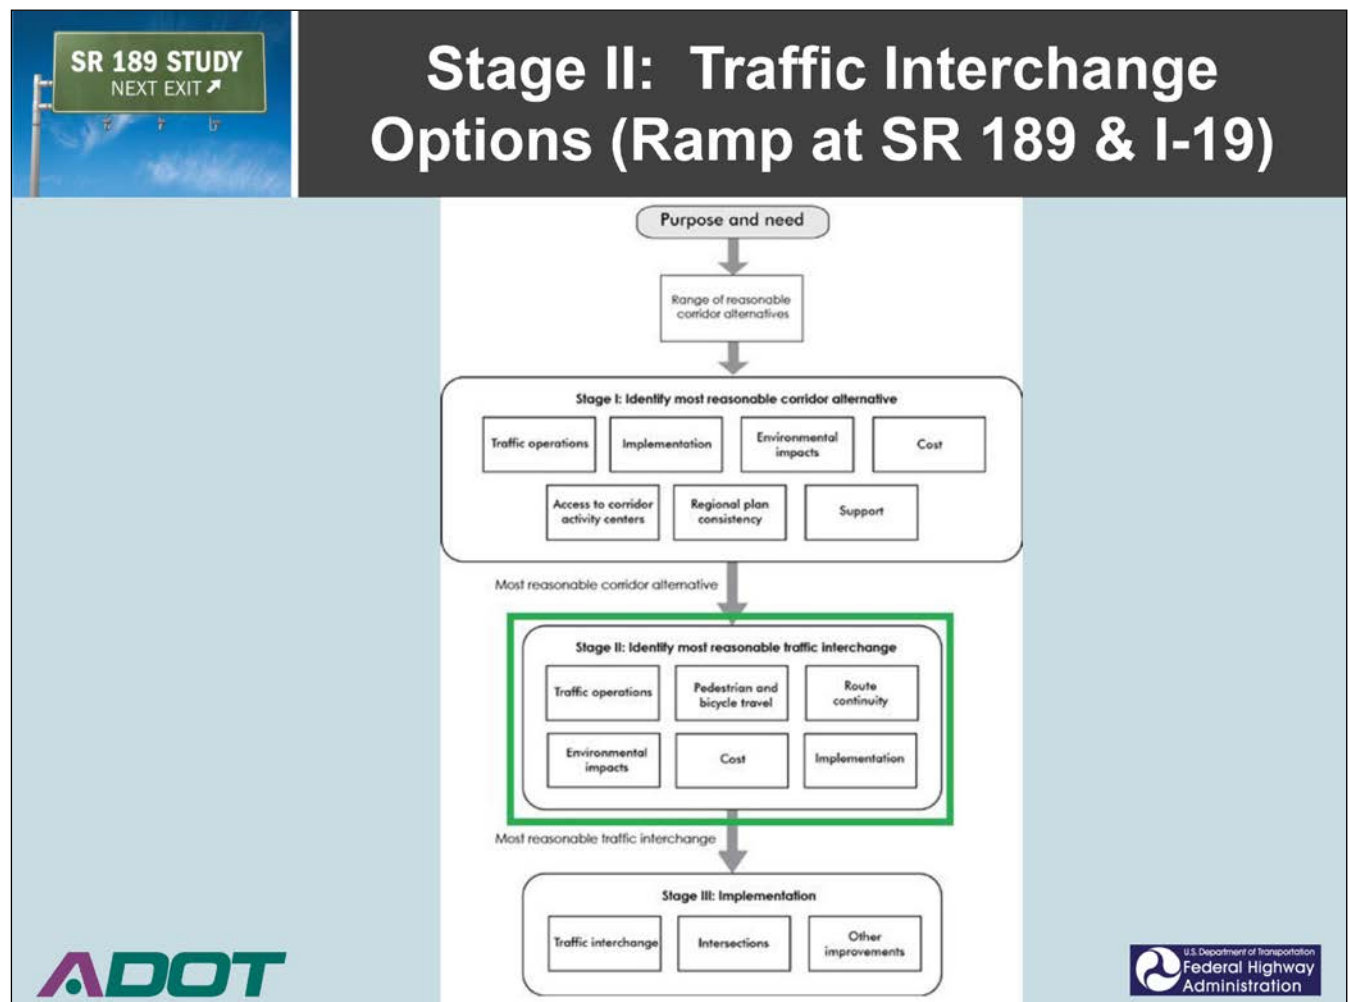 SR 189 STUDY
NEXT EXIT ↗
Stage II: Traffic Interchange
Options (Ramp at SR 189 & I-19)
Purpose and need
Range of reasonable
corridor alternatives
Stage I: Identify most reasonable corridor alternative
Traffic operations
Implementation
Environmental
impacts
Cost
Access to corridor
activity centers
Regional plan
consistency
Support
Most reasonable corridor alternative
Stage II: Identify most reasonable traffic interchange
Traffic operations
Pedestrian and
bicycle travel
Route
continuity
Environmental
impacts
Cost
Implementation
Most reasonable traffic interchange
Stage III: Implementation
Traffic interchange
Intersections
Other
improvements
ADOT
U.S. Department of Transportation
Federal Highway
Administration